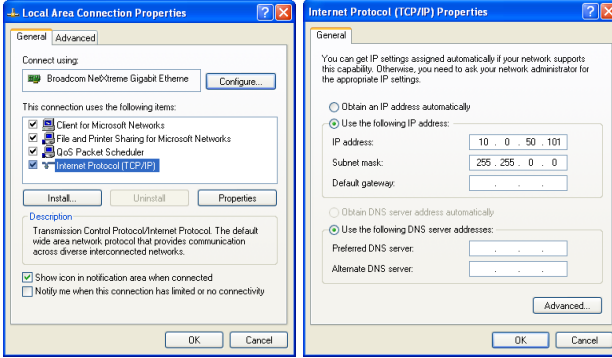 Local Area Connection Properties
General
Advanced
Connect using:
Broadcom NetXtreme Gigabit Etherne
Configure...
This connection uses the following items:
Client for Microsoft Networks
File and Printer Sharing for Microsoft Networks
QoS Packet Scheduler
Internet Protocol (TCP/IP)
Install...
Uninstall
Properties
Description
Transmission Control Protocol/Internet Protocol. The default
wide area network protocol that provides communication
across diverse interconnected networks.
Show icon in notification area when connected
Notify me when this connection has limited or no connectivity
OK
Cancel
Internet Protocol (TCP/IP) Properties
General
You can get IP settings assigned automatically if your network supports
this capability. Otherwise, you need to ask your network administrator for
the appropriate IP settings.
Obtain an IP address automatically
Use the following IP address:
IP address: 10 . 0 . 50 . 101
Subnet mask: 255 . 255 . 0 . 0
Default gateway: . . .
Obtain DNS server address automatically
Use the following DNS server addresses:
Preferred DNS server: . . .
Alternate DNS server: . . .
Advanced...
OK
Cancel